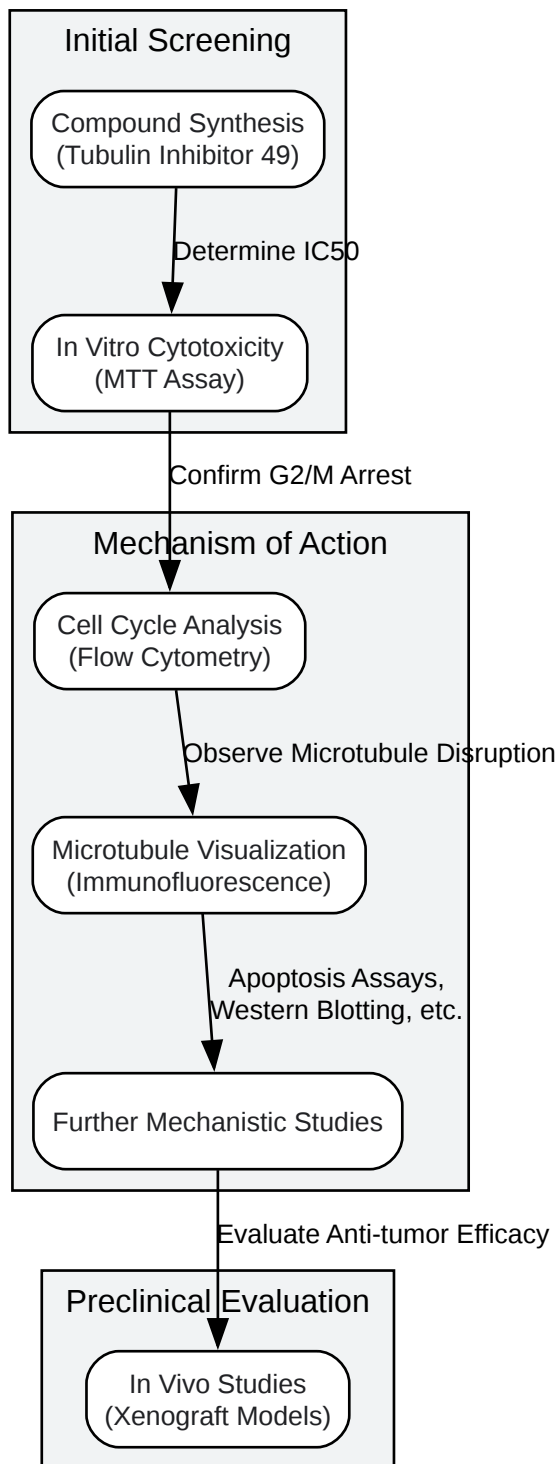 Initial Screening
Compound Synthesis
(Tubulin Inhibitor 49)
Determine IC50
In Vitro Cytotoxicity
(MTT Assay)
Confirm G2/M Arrest
Mechanism of Action
Cell Cycle Analysis
(Flow Cytometry)
Observe Microtubule Disruption
Microtubule Visualization
(Immunofluorescence)
Apoptosis Assays,
Western Blotting, etc.
Further Mechanistic Studies
Evaluate Anti-tumor Efficacy
Preclinical Evaluation
In Vivo Studies
(Xenograft Models)